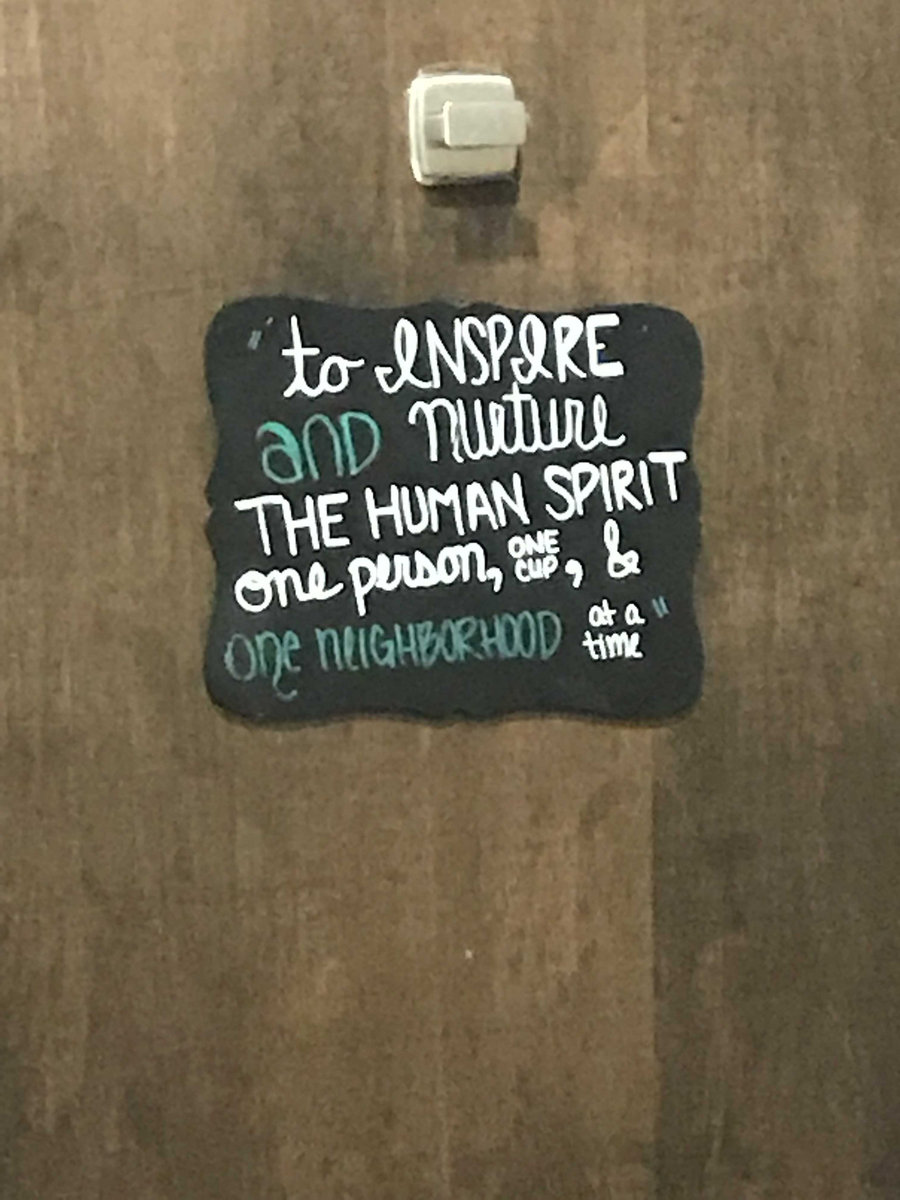 "to INSPIRE
AND nurture
THE HUMAN SPIRIT
one person, ONE CUP, &
One NEIGHBORHOOD at a time"